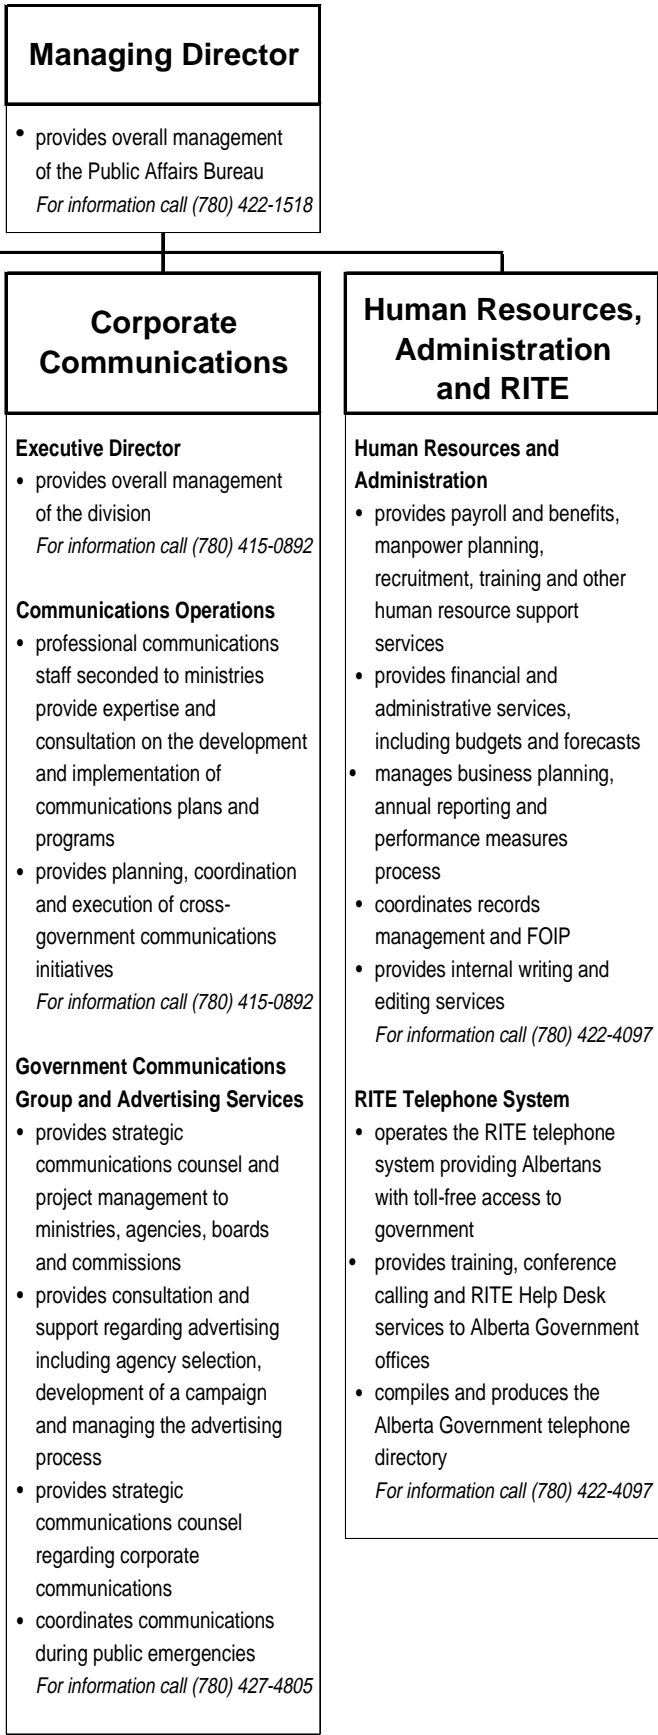 Managing Director
• provides overall management
of the Public Affairs Bureau
For information call (780) 422-1518
Corporate
Communications
Executive Director
• provides overall management
of the division
For information call (780) 415-0892
Communications Operations
• professional communications
staff seconded to ministries
provide expertise and
consultation on the development
and implementation of
communications plans and
programs
• provides planning, coordination
and execution of cross-
government communications
initiatives
For information call (780) 415-0892
Government Communications
Group and Advertising Services
• provides strategic
communications counsel and
project management to
ministries, agencies, boards
and commissions
• provides consultation and
support regarding advertising
including agency selection,
development of a campaign
and managing the advertising
process
• provides strategic
communications counsel
regarding corporate
communications
• coordinates communications
during public emergencies
For information call (780) 427-4805
Human Resources,
Administration
and RITE
Human Resources and
Administration
• provides payroll and benefits,
manpower planning,
recruitment, training and other
human resource support
services
• provides financial and
administrative services,
including budgets and forecasts
• manages business planning,
annual reporting and
performance measures
process
• coordinates records
management and FOIP
• provides internal writing and
editing services
For information call (780) 422-4097
RITE Telephone System
• operates the RITE telephone
system providing Albertans
with toll-free access to
government
• provides training, conference
calling and RITE Help Desk
services to Alberta Government
offices
• compiles and produces the
Alberta Government telephone
directory
For information call (780) 422-4097